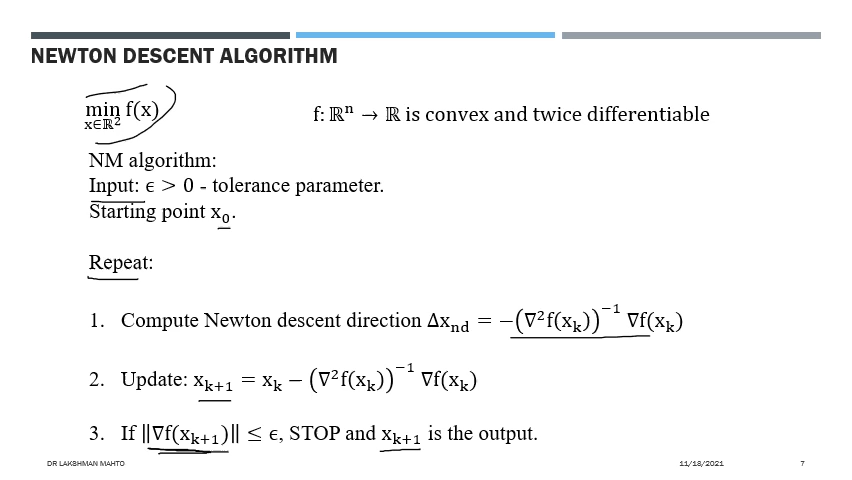 NEWTON DESCENT ALGORITHM
min f(x) f: ℝⁿ → ℝ is convex and twice differentiable
x∈ℝ²
NM algorithm:
Input: ϵ > 0 - tolerance parameter.
Starting point x₀.
Repeat:
1. Compute Newton descent direction Δx_nd = −(∇²f(x_k))⁻¹ ∇f(x_k)
2. Update: x_{k+1} = x_k − (∇²f(x_k))⁻¹ ∇f(x_k)
3. If ||∇f(x_{k+1})|| ≤ ϵ, STOP and x_{k+1} is the output.
DR LAKSHMAN MAHTO 11/18/2021 7